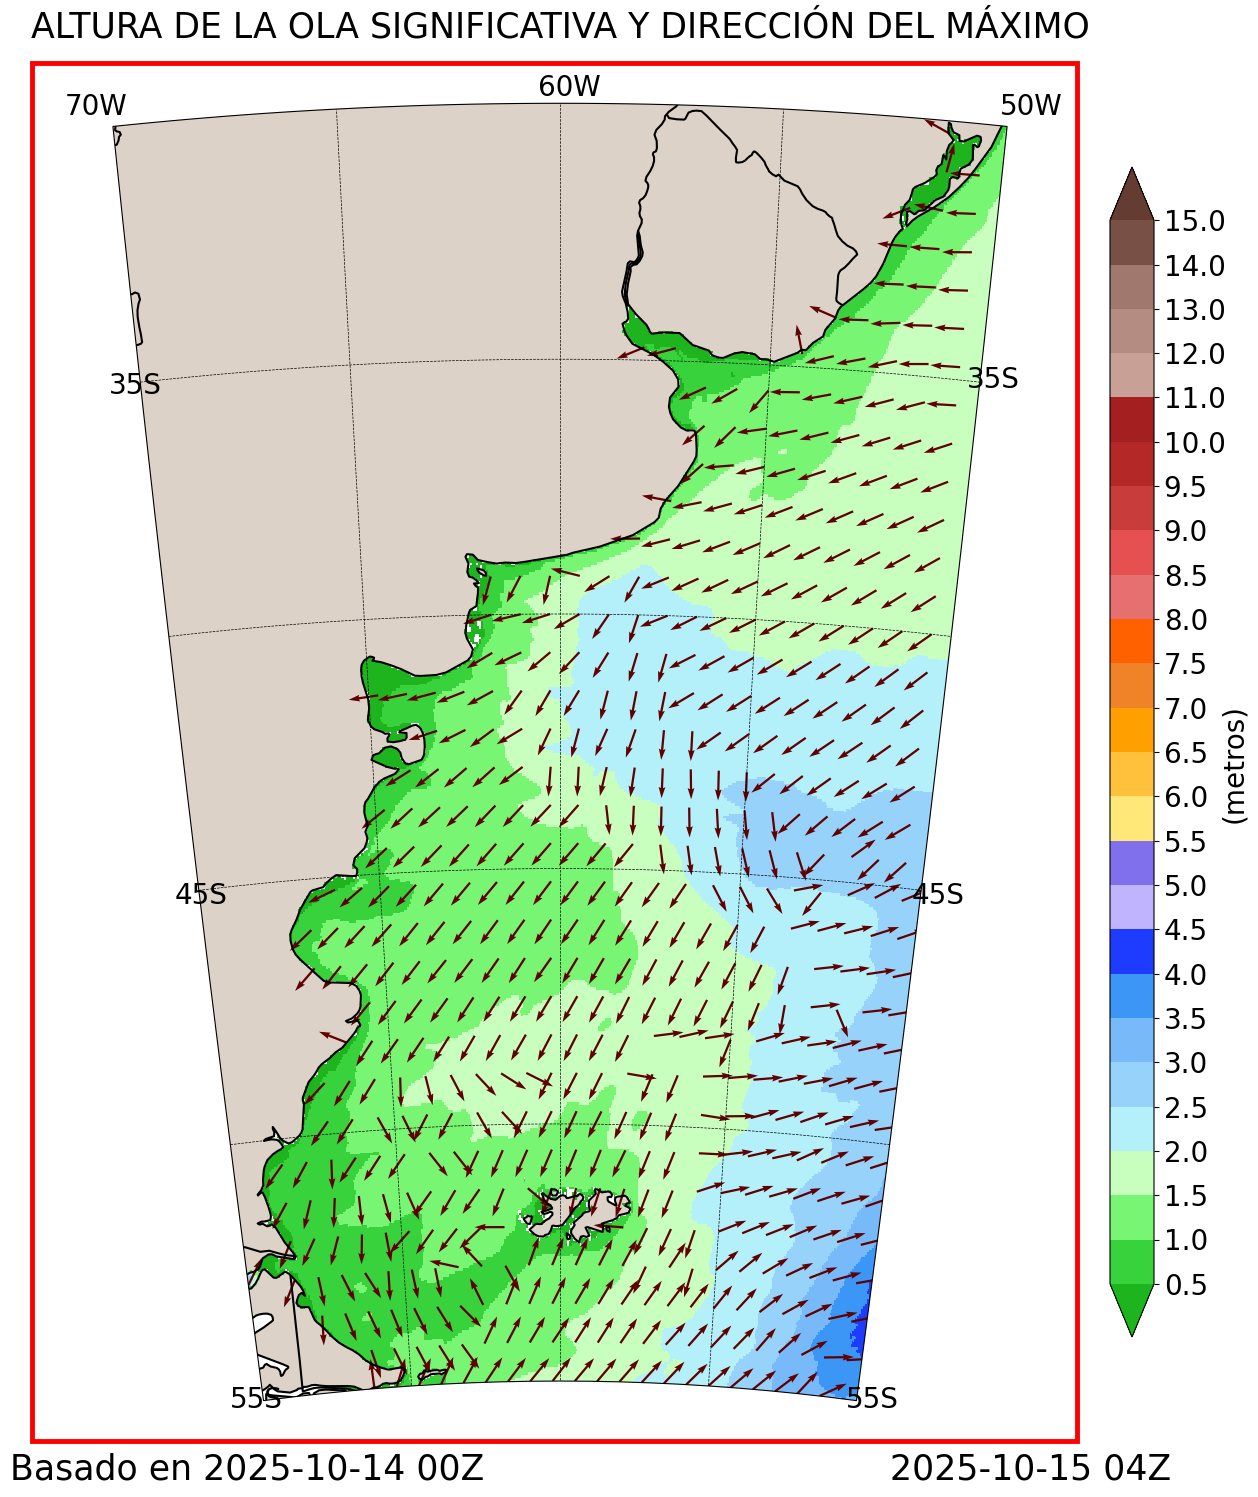 ALTURA DE LA OLA SIGNIFICATIVA Y DIRECCIÓN DEL MÁXIMO
70W
60W
50W
35S
35S
45S
45S
55S
55S
15.0
14.0
13.0
12.0
11.0
10.0
9.5
9.0
8.5
8.0
7.5
7.0
6.5
6.0
5.5
5.0
4.5
4.0
3.5
3.0
2.5
2.0
1.5
1.0
0.5
(metros)
Basado en 2025-10-14 00Z
2025-10-15 04Z